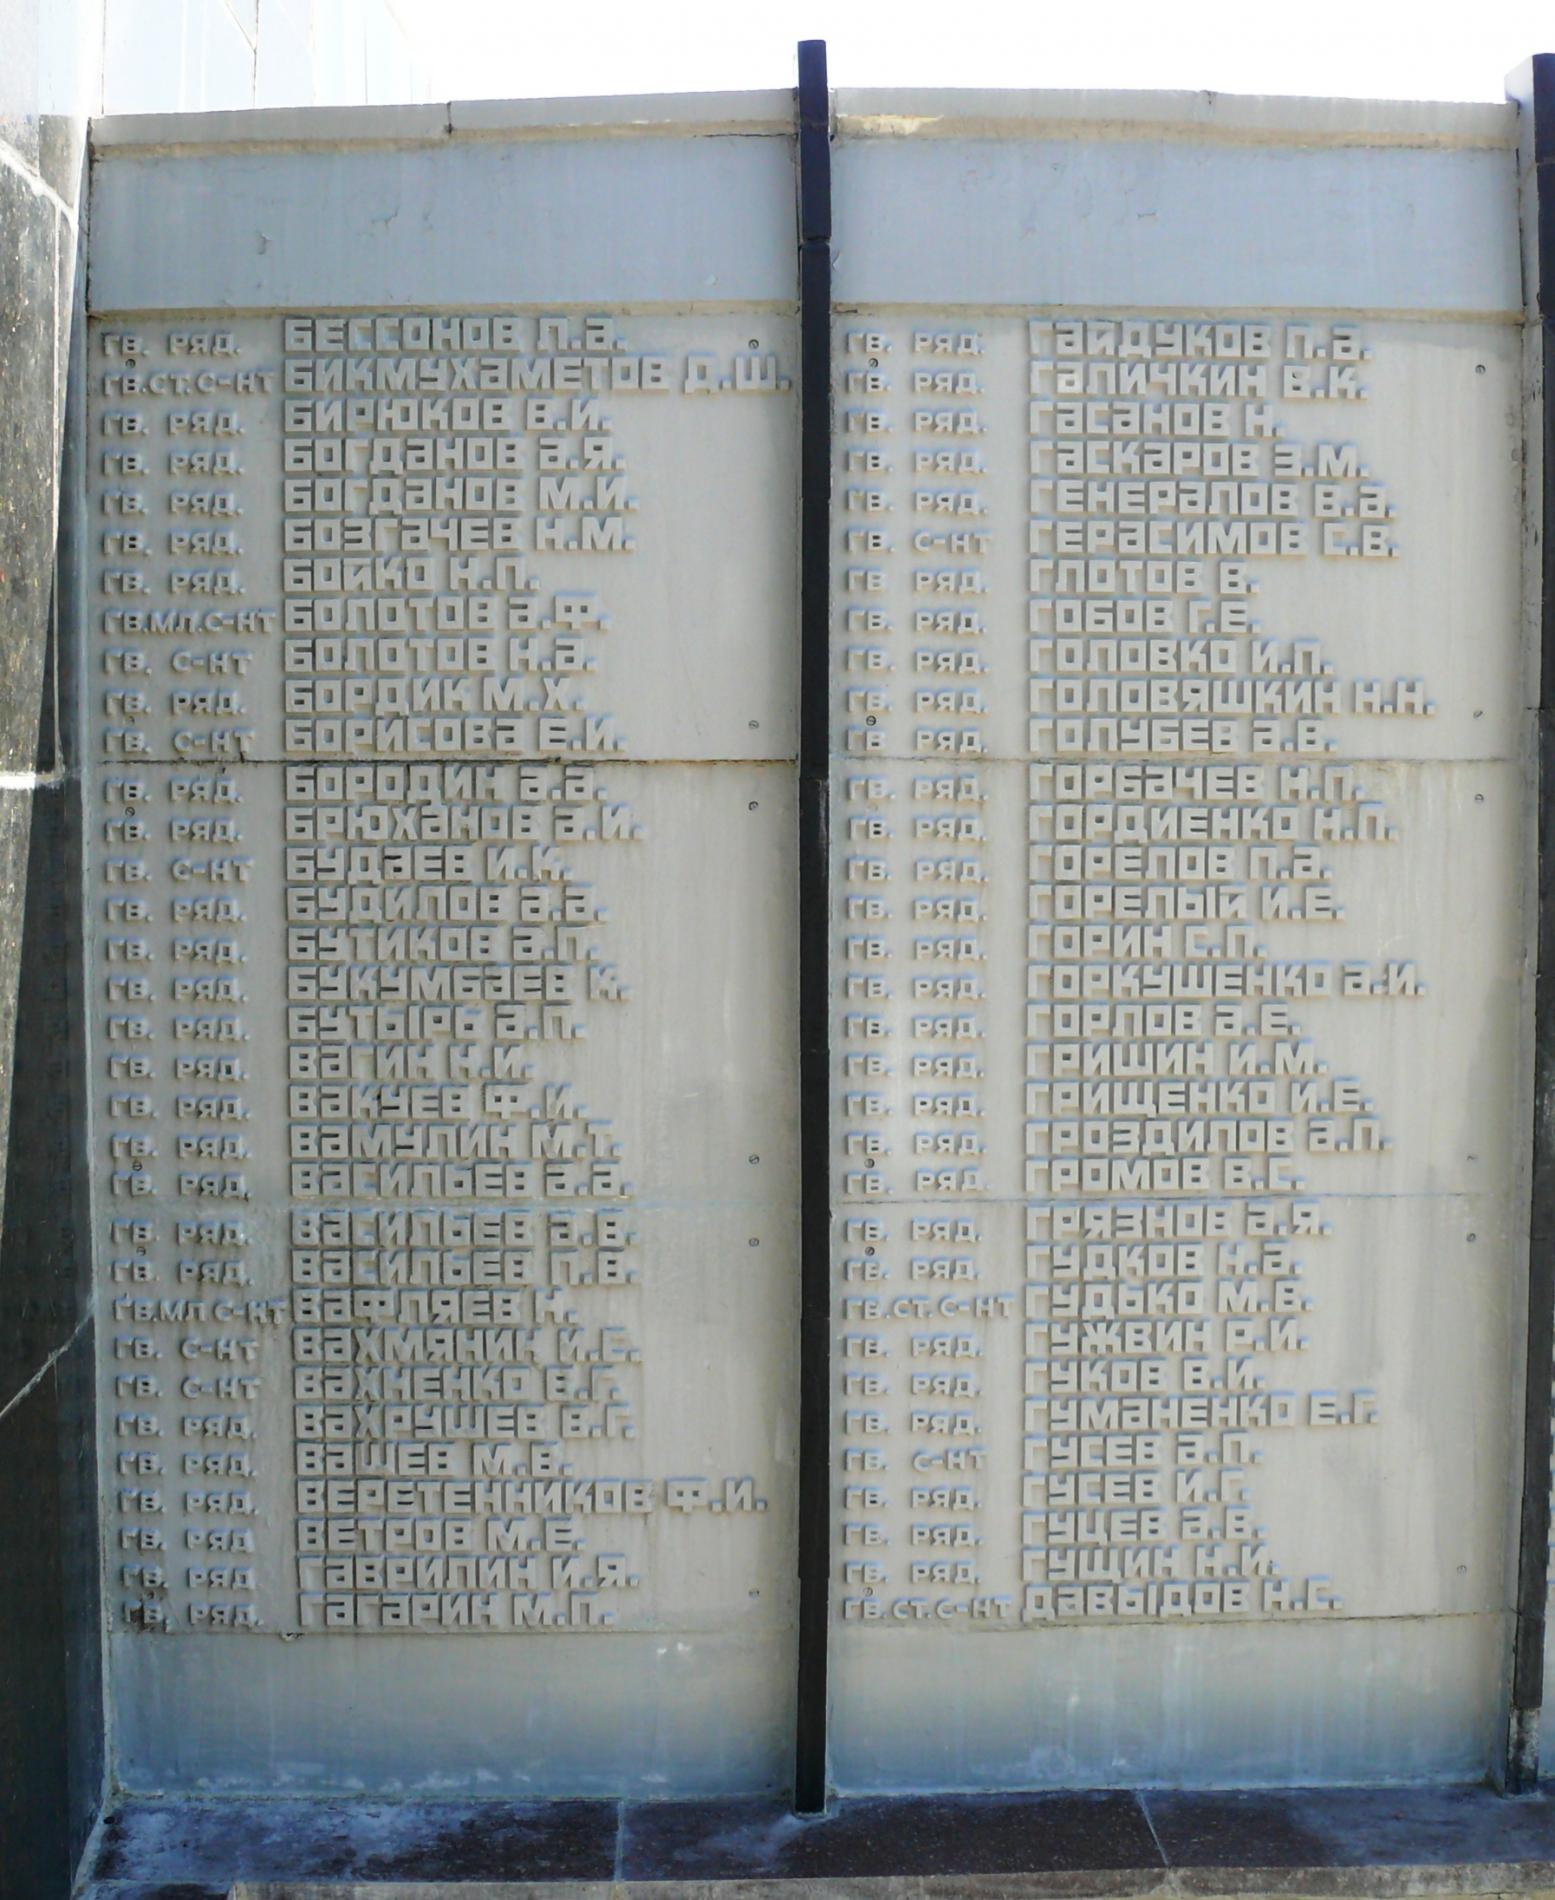 ГВ. РЯД. БЕССОНОВ П.А.
ГВ.СТ.С-НТ БИКМУХАМЕТОВ Д.Ш.
ГВ. РЯД. БИРЮКОВ В.И.
ГВ. РЯД. БОГДАНОВ А.Я.
ГВ. РЯД. БОГДАНОВ М.И.
ГВ. РЯД. БОЗГАЧЕВ Н.М.
ГВ. РЯД. БОЙКО Н.П.
ГВ.МЛ.С-НТ БОЛОТОВ А.Ф.
ГВ. С-НТ БОЛОТОВ Н.А.
ГВ. РЯД. БОРДИК М.Х.
ГВ. С-НТ БОРИСОВА Е.И.
ГВ. РЯД. БОРОДИН А.А.
ГВ. РЯД. БРЮХАНОВ А.И.
ГВ. С-НТ БУДАЕВ И.К.
ГВ. РЯД. БУДИЛОВ А.А.
ГВ. РЯД. БУТИКОВ А.П.
ГВ. РЯД. БУКУМБАЕВ К.
ГВ. РЯД. БУТЫРЬ А.П.
ГВ. РЯД. ВАГИН Н.И.
ГВ. РЯД. ВАКУЕВ Ф.И.
ГВ. РЯД. ВАМУЛИН М.Т.
ГВ. РЯД. ВАСИЛЬЕВ А.А.
ГВ. РЯД. ВАСИЛЬЕВ А.В.
ГВ. РЯД. ВАСИЛЬЕВ П.В.
ГВ.МЛ С-НТ ВАФЛЯЕВ Н.
ГВ. С-НТ ВАХМЯНИН И.С.
ГВ. С-НТ ВАХНЕНКО В.Г.
ГВ. РЯД. ВАХРУШЕВ В.Г.
ГВ. РЯД. ВАШЕВ М.В.
ГВ. РЯД. ВЕРЕТЕННИКОВ Ф.И.
ГВ. РЯД ВЕТРОВ М.Е.
ГВ. РЯД ГАВРИЛИН И.Я.
ГВ. РЯД. ГАГАРИН М.П.
ГВ. РЯД. ГАЙДУКОВ П.А.
ГВ. РЯД. ГАЛИЧКИН В.К.
ГВ. РЯД. ГАСАНОВ Н.
ГВ. РЯД. ГАСКАРОВ З.М.
ГВ. РЯД. ГЕНЕРАЛОВ В.А.
ГВ. С-НТ ГЕРАСИМОВ С.В.
ГВ РЯД. ГЛОТОВ В.
ГВ. РЯД. ГОБОВ Г.Е.
ГВ. РЯД. ГОЛОВКО И.П.
ГВ. РЯД. ГОЛОВЯШКИН Н.Н.
ГВ РЯД. ГОЛУБЕВ А.В.
ГВ. РЯД. ГОРБАЧЕВ Н.П.
ГВ. РЯД. ГОРДИЕНКО Н.П.
ГВ. РЯД. ГОРЕЛОВ П.А.
ГВ. РЯД. ГОРЕЛЫЙ И.Е.
ГВ. РЯД. ГОРИН С.П.
ГВ. РЯД. ГОРКУШЕНКО А.И.
ГВ. РЯД. ГОРЛОВ А.Е.
ГВ. РЯД. ГРИШИН И.М.
ГВ. РЯД. ГРИЩЕНКО И.Е.
ГВ. РЯД. ГРОЗДИЛОВ А.П.
ГВ. РЯД. ГРОМОВ В.С.
ГВ. РЯД. ГРЯЗНОВ А.Я.
ГВ. РЯД. ГУДКОВ Н.А.
ГВ.СТ.С-НТ ГУДЬКО М.В.
ГВ. РЯД. ГУЖВИН Р.И.
ГВ. РЯД. ГУКОВ В.И.
ГВ. РЯД. ГУМАНЕНКО Е.Г.
ГВ. С-НТ ГУСЕВ А.П.
ГВ. РЯД. ГУСЕВ И.Г.
ГВ. РЯД. ГУЦЕВ А.В.
ГВ. РЯД. ГУЩИН Н.И.
ГВ.СТ.С-НТ ДАВЫДОВ Н.С.